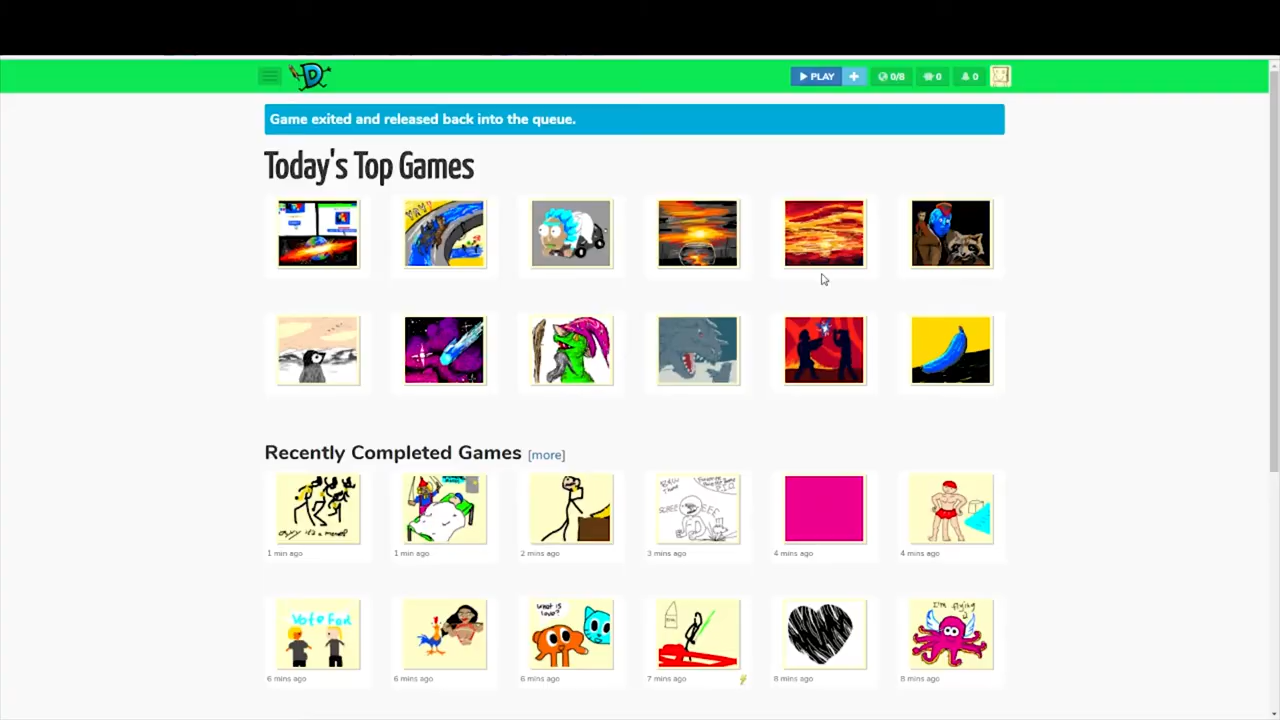 D
PLAY
0/8
0
0
Game exited and released back into the queue.
Today's Top Games
Recently Completed Games [more]
1 min ago
1 min ago
2 mins ago
3 mins ago
4 mins ago
4 mins ago
Vote For
what is love?
I'm flying
6 mins ago
6 mins ago
6 mins ago
7 mins ago
8 mins ago
8 mins ago